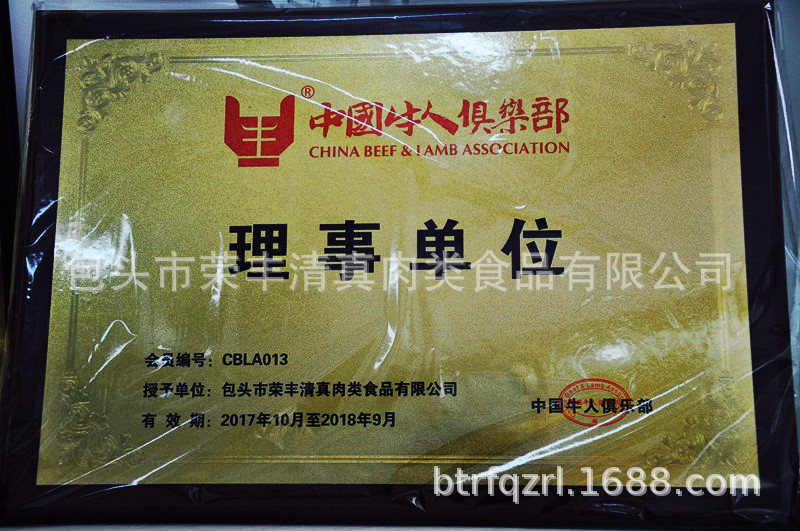 ®
中國牛人俱樂部
CHINA BEEF & LAMB ASSOCIATION
理事单位
包头市荣丰清真肉类食品有限公司
会员编号：CBLA013
授予单位：包头市荣丰清真肉类食品有限公司
有 效 期：2017年10月至2018年9月
Beef & Lamb Asso
中国牛人俱乐部
btrfqzrl.1688.com